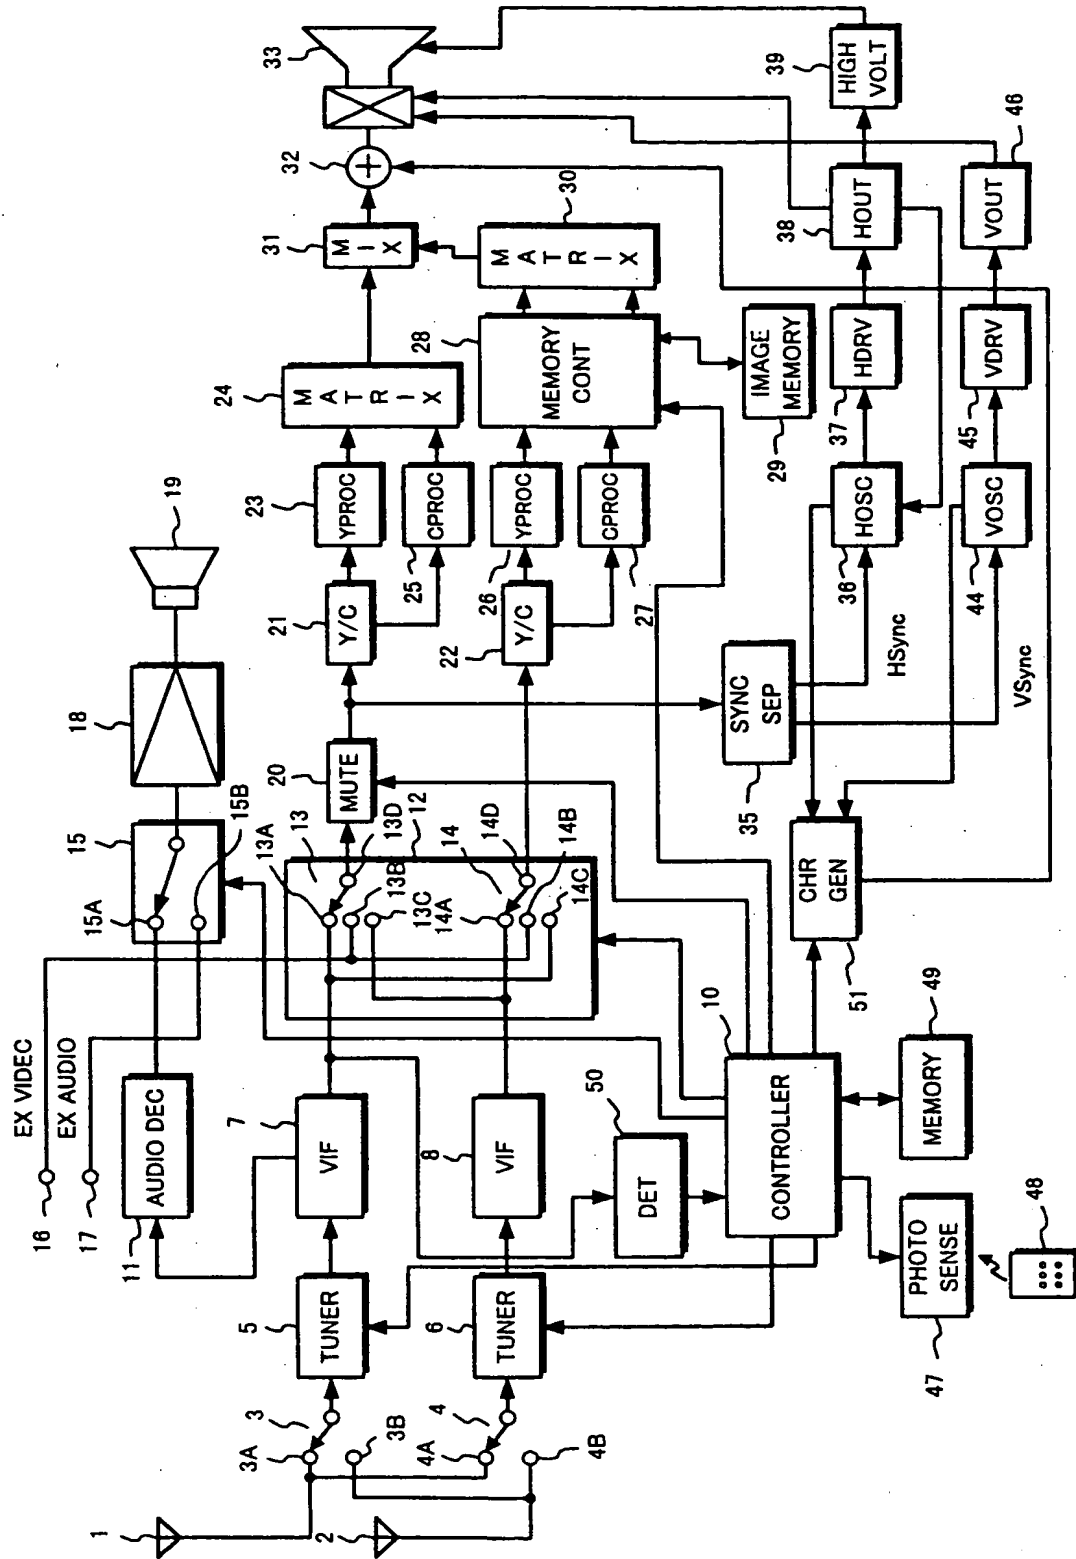 EX VIDEC
16
EX AUDIO
17
1
AUDIO DEC
11
15A
15
15B
18
19
2
3A
3
3B
4A
4
4B
5
TUNER
6
TUNER
7
VIF
8
VIF
13A
13
13D
13B
13C
12
14A
14
14D
14B
14C
20
MUTE
21
Y/C
22
Y/C
23
YPROC
25
CPROC
26
YPROC
27
CPROC
24
MATRIX
28
MEMORY
CONT
30
MATRIX
31
MIX
32
33
50
DET
10
CONTROLLER
35
SYNC
SEP
29
IMAGE
MEMORY
51
CHR
GEN
36
HOSC
37
HDRV
38
HOUT
39
HIGH
VOLT
HSync
47
PHOTO
SENSE
48
49
MEMORY
44
VOSC
45
VDRV
46
VOUT
VSync